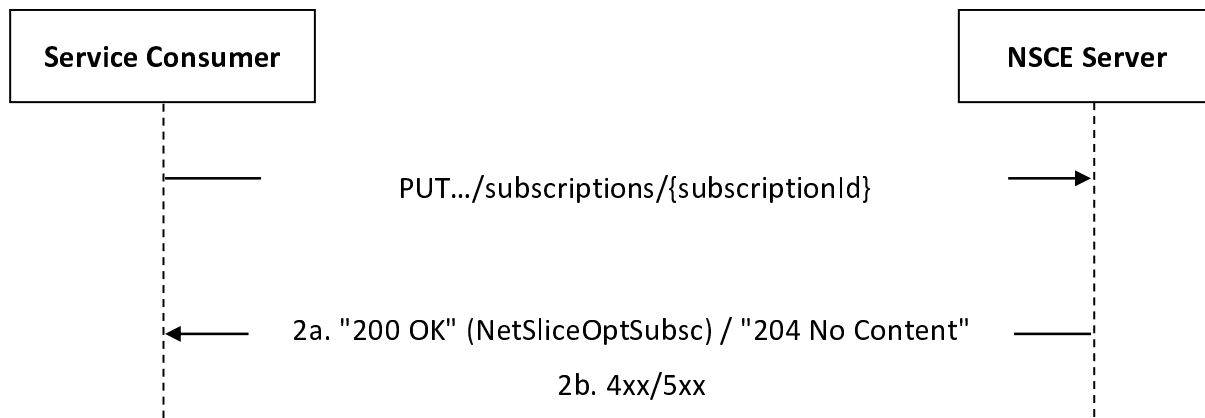 Service Consumer
NSCE Server
PUT.../subscriptions/{subscriptionId}
2a. "200 OK" (NetSliceOptSubsc) / "204 No Content"
2b. 4xx/5xx